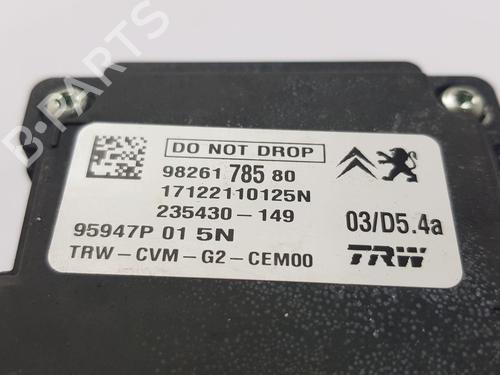 DO NOT DROP
98261 785 80
17122110125N
235430-149
03/D5.4a
95947P 01 5N
TRW-CVM-G2-CEM00
TRW
B-PARTS